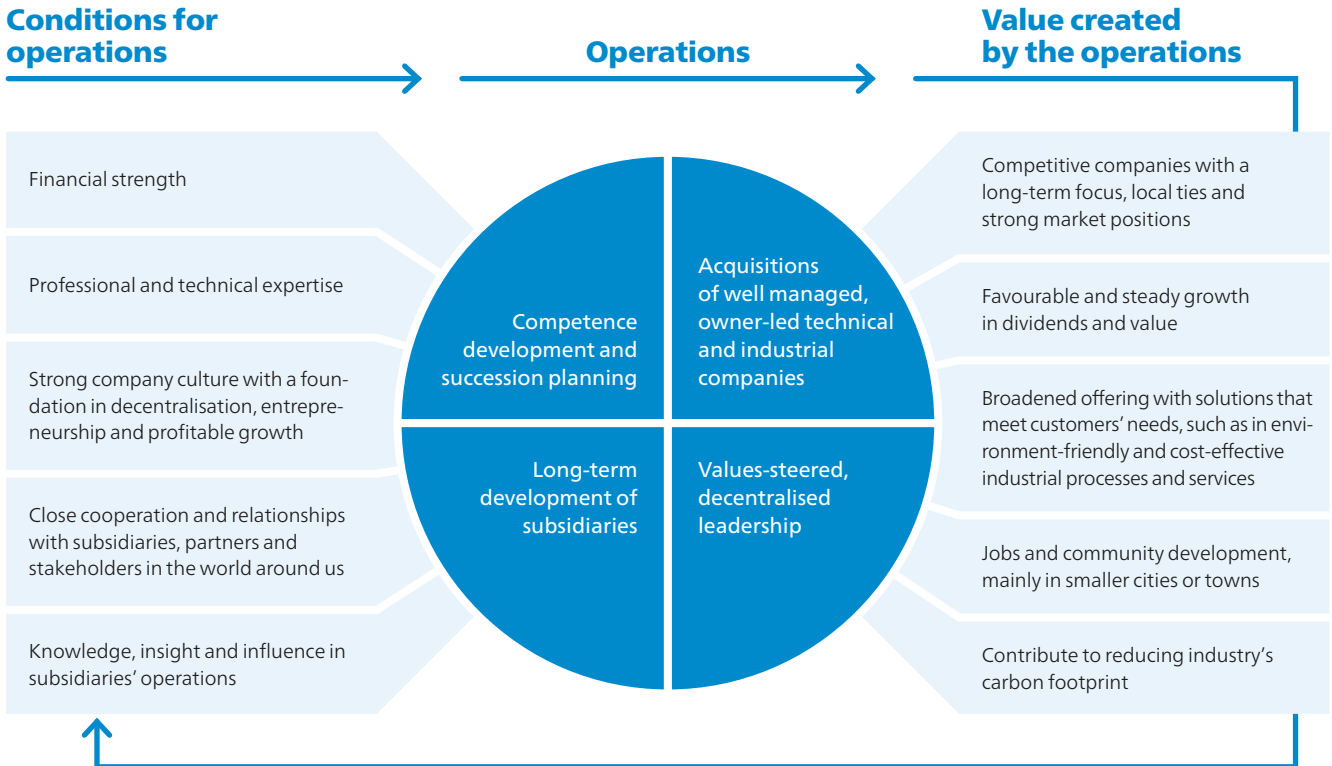 Conditions for
operations
Operations
Value created
by the operations
Financial strength
Professional and technical expertise
Strong company culture with a foun-
dation in decentralisation, entrepre-
neurship and profitable growth
Close cooperation and relationships
with subsidiaries, partners and
stakeholders in the world around us
Knowledge, insight and influence in
subsidiaries’ operations
Competence
development and
succession planning
Acquisitions
of well managed,
owner-led technical
and industrial
companies
Long-term
development of
subsidiaries
Values-steered,
decentralised
leadership
Competitive companies with a
long-term focus, local ties and
strong market positions
Favourable and steady growth
in dividends and value
Broadened offering with solutions that
meet customers’ needs, such as in envi-
ronment-friendly and cost-effective
industrial processes and services
Jobs and community development,
mainly in smaller cities or towns
Contribute to reducing industry’s
carbon footprint